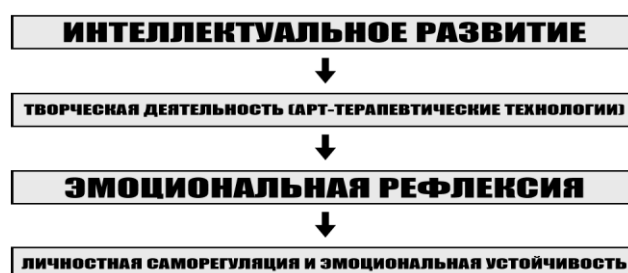 ИНТЕЛЛЕКТУАЛЬНОЕ РАЗВИТИЕ
ТВОРЧЕСКАЯ ДЕЯТЕЛЬНОСТЬ (АРТ-ТЕРАПЕВТИЧЕСКИЕ ТЕХНОЛОГИИ)
ЭМОЦИОНАЛЬНАЯ РЕФЛЕКСИЯ
ЛИЧНОСТНАЯ САМОРЕГУЛЯЦИЯ И ЭМОЦИОНАЛЬНАЯ УСТОЙЧИВОСТЬ